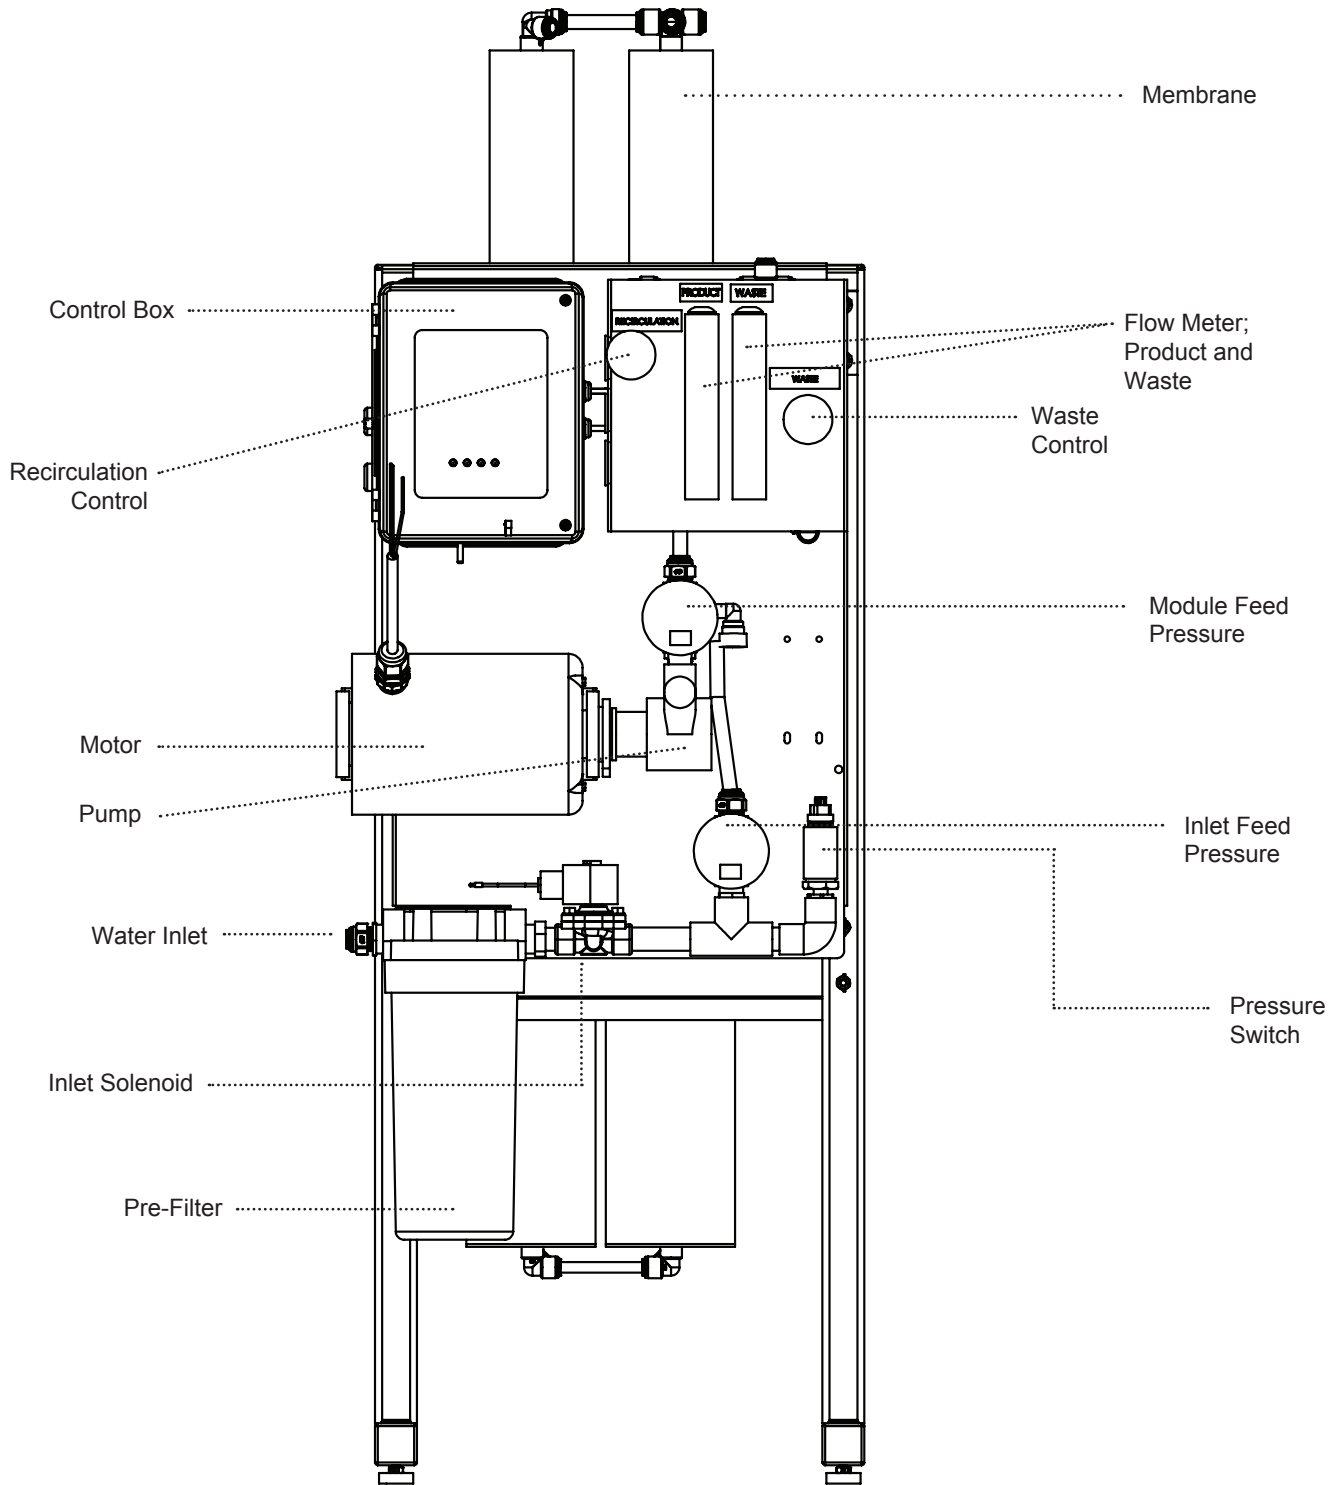 Membrane
PRODUCT
WASTE
Control Box
RECIRCULATION
Flow Meter;
Product and
Waste
WASTE
Waste
Control
Recirculation
Control
Module Feed
Pressure
Motor
Pump
Inlet Feed
Pressure
Water Inlet
Pressure
Switch
Inlet Solenoid
Pre-Filter